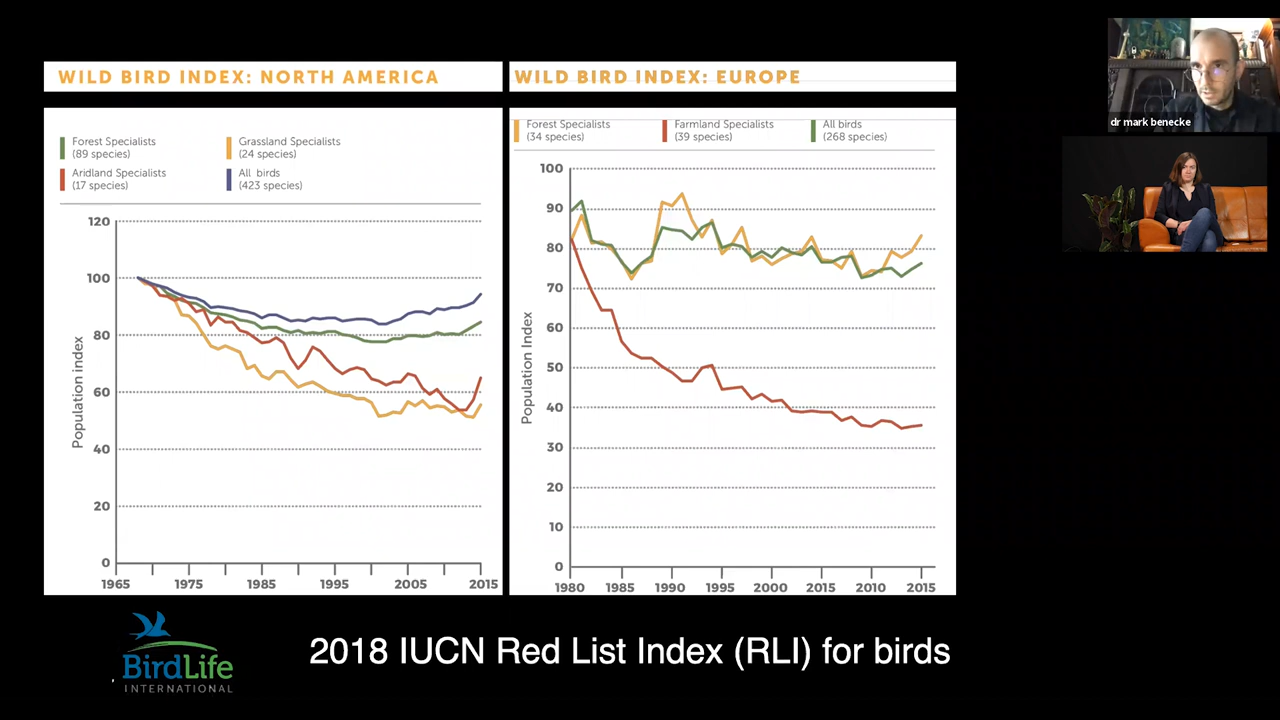 WILD BIRD INDEX: NORTH AMERICA
Forest Specialists
(89 species)
Grassland Specialists
(24 species)
Aridland Specialists
(17 species)
All birds
(423 species)
Population index
120
100
80
60
40
20
0
1965 1975 1985 1995 2005 2015
WILD BIRD INDEX: EUROPE
Forest Specialists
(34 species)
Farmland Specialists
(39 species)
All birds
(268 species)
Population Index
100
90
80
70
60
50
40
30
20
10
0
1980 1985 1990 1995 2000 2015 2010 2015
dr mark benecke
BirdLife
INTERNATIONAL
2018 IUCN Red List Index (RLI) for birds